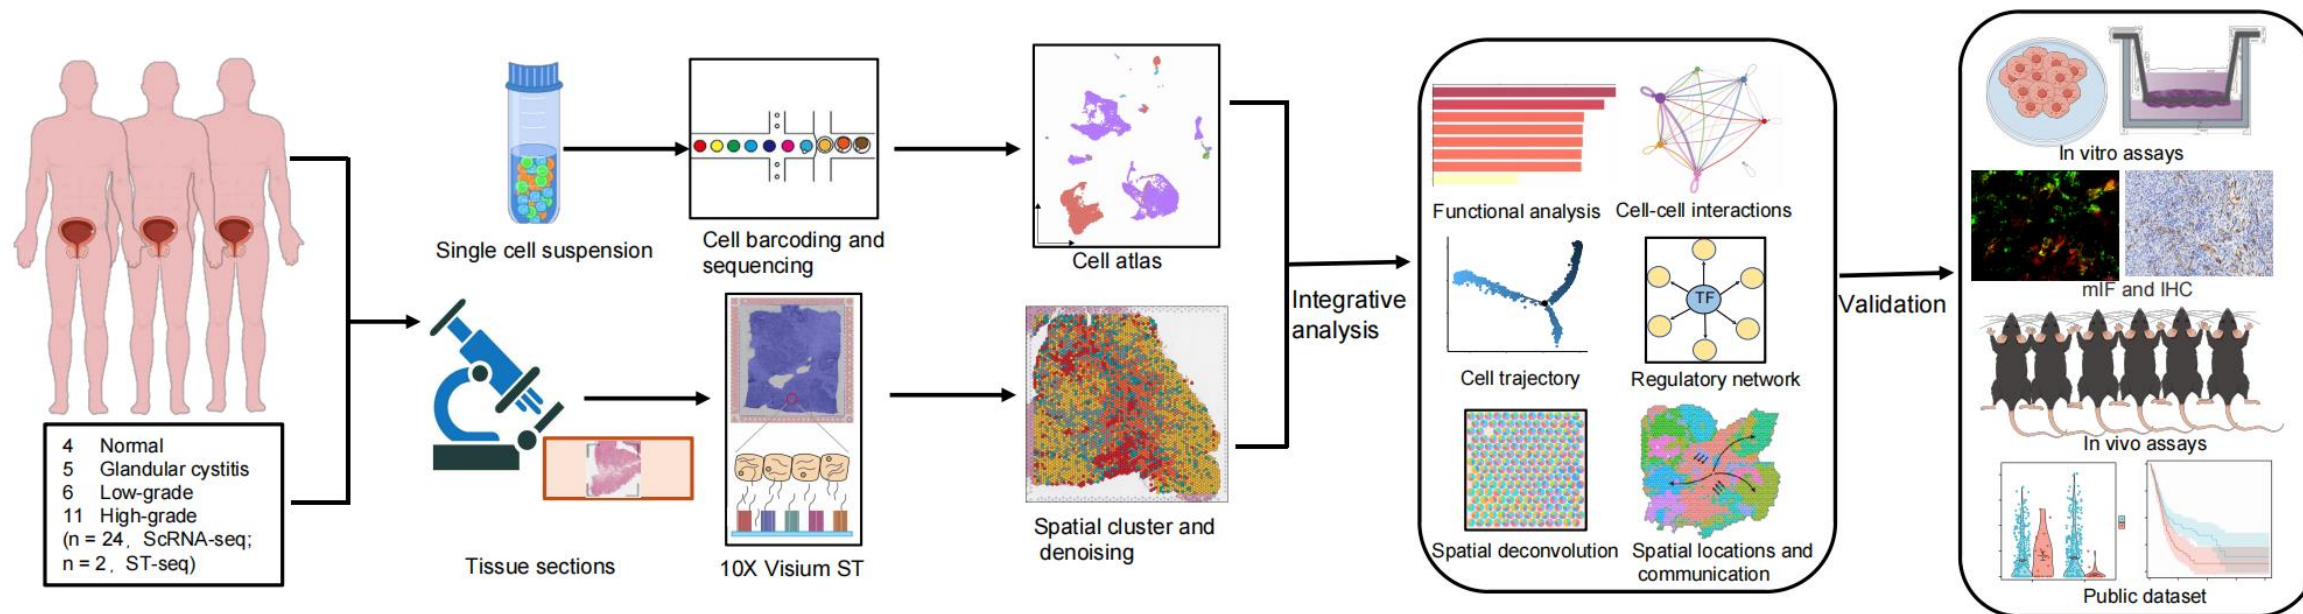 4 Normal
5 Glandular cystitis
6 Low-grade
11 High-grade
(n = 24, ScRNA-seq;
n = 2, ST-seq)
Single cell suspension
Cell barcoding and
sequencing
Cell atlas
Tissue sections
10X Visium ST
Spatial cluster and
denoising
Integrative
analysis
Functional analysis
Cell-cell interactions
Cell trajectory
TF
Regulatory network
Spatial deconvolution
Spatial locations and
communication
Validation
In vitro assays
mIF and IHC
In vivo assays
Public dataset